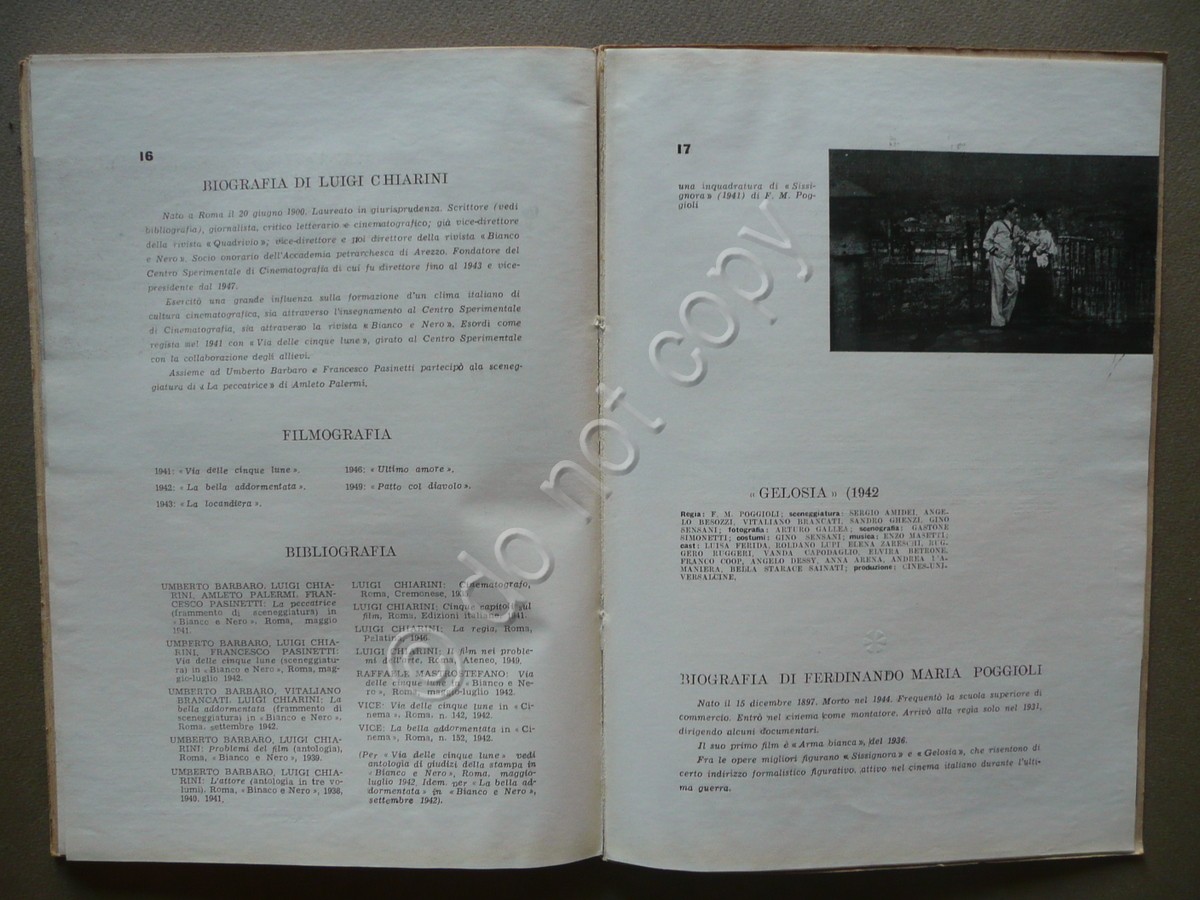 16
BIOGRAFIA DI LUIGI CHIARINI
Nato a Roma il 20 giugno 1900. Laureato in giurisprudenza. Scrittore (vedi
bibliografia), giornalista, critico letterario e cinematografico; già vice-direttore
della rivista « Quadrivio »; vice-direttore e poi direttore della rivista « Bianco
e Nero ». Socio onorario dell'Accademia petrarchesca di Arezzo. Fondatore del
Centro Sperimentale di Cinematografia di cui fu direttore fino al 1943 e vice-
presidente dal 1947.
Esercitò una grande influenza sulla formazione d'un clima italiano di
cultura cinematografica, sia attraverso l'insegnamento al Centro Sperimentale
di Cinematografia, sia attraverso la rivista « Bianco e Nero ». Esordì come
regista nel 1941 con « Via delle cinque lune », girato al Centro Sperimentale
con la collaborazione degli allievi.
Assieme ad Umberto Barbaro e Francesco Pasinetti partecipò ala sceneg-
giatura di « La peccatrice » di Amleto Palermi.
FILMOGRAFIA
1941: « Via delle cinque lune ».
1942: « La bella addormentata ».
1943: « La locandiera ».
1946: « Ultimo amore ».
1949: « Patto col diavolo ».
BIBLIOGRAFIA
UMBERTO BARBARO, LUIGI CHIA-
RINI, AMLETO PALERMI, FRAN-
CESCO PASINETTI: La peccatrice
(frammento di sceneggiatura) in
« Bianco e Nero ». Roma, maggio
1941.
UMBERTO BARBARO, LUIGI CHIA-
RINI, FRANCESCO PASINETTI:
Via delle cinque lune (sceneggiatu-
ra) in « Bianco e Nero », Roma, mag-
gio-luglio 1942.
UMBERTO BARBARO, VITALIANO
BRANCATI, LUIGI CHIARINI: La
bella addormentata (frammento di
sceneggiatura) in « Bianco e Nero ».
Roma, settembre 1942.
UMBERTO BARBARO, LUIGI CHIA-
RINI: Problemi del film (antologia),
Roma, « Bianco e Nero », 1939.
UMBERTO BARBARO, LUIGI CHIA-
RINI: L'attore (antologia in tre vo-
lumi). Roma, « Binaco e Nero », 1938,
1940, 1941.
LUIGI CHIARINI: Cinematografo,
Roma, Cremonese,
LUIGI CHIARINI: Cinque capitoli sul
film, Roma, Edizioni italiane, 1941.
LUIGI CHIARINI: La regia, Roma,
1946.
LUIGI CHIARINI: Il film nei proble-
mi dell'arte, Roma, Ateneo, 1949.
RAFFAELE MASTROSTEFANO: Via
delle cinque lune in « Bianco e Ne-
ro », Roma, maggio-luglio 1942.
VICE: Via delle cinque lune in « Ci-
nema », Roma, n. 142, 1942.
VICE: La bella addormentata in « Ci-
nema », Roma, n. 152, 1942.
(Per « Via delle cinque lune » vedi
antologia di giudizi della stampa in
« Bianco e Nero », Roma, maggio-
luglio 1942. Idem. per « La bella ad-
dormentata » in « Bianco e Nero »,
settembre 1942).
17
una inquadratura di « Sissi-
gnora » (1941) di F. M. Pog-
gioli
« GELOSIA » (1942
Regia: F. M. POGGIOLI; sceneggiatura: SERGIO AMIDEI, ANGE-
LO BESOZZI, VITALIANO BRANCATI, SANDRO GHENZI, GINO
SENSANI; fotografia: ARTURO GALLEA; scenografia: GASTONE
SIMONETTI; costumi: GINO SENSANI; musica: ENZO MASETTI;
cast: LUISA FERIDA, ROLDANO LUPI ELENA ZARESCHI, RUG-
GERO RUGGERI, VANDA CAPODAGLIO, ELVIRA BETRONE,
FRANCO COOP, ANGELO DESSY, ANNA ARENA, ANDREA L'A-
MANIERA, BELLA STARACE SAINATI; produzione: CINES-UNI-
VERSALCINE.
BIOGRAFIA DI FERDINANDO MARIA POGGIOLI
Nato il 15 dicembre 1897. Morto nel 1944. Frequentò la scuola superiore di
commercio. Entrò nel cinema come montatore. Arrivò alla regia solo nel 1931,
dirigendo alcuni documentari.
Il suo primo film è « Arma bianca », del 1936.
Fra le opere migliori figurano « Sissignora » e « Gelosia », che risentono di
certo indirizzo formalistico figurativo, attivo nel cinema italiano durante l'ulti-
ma guerra.
© do not copy